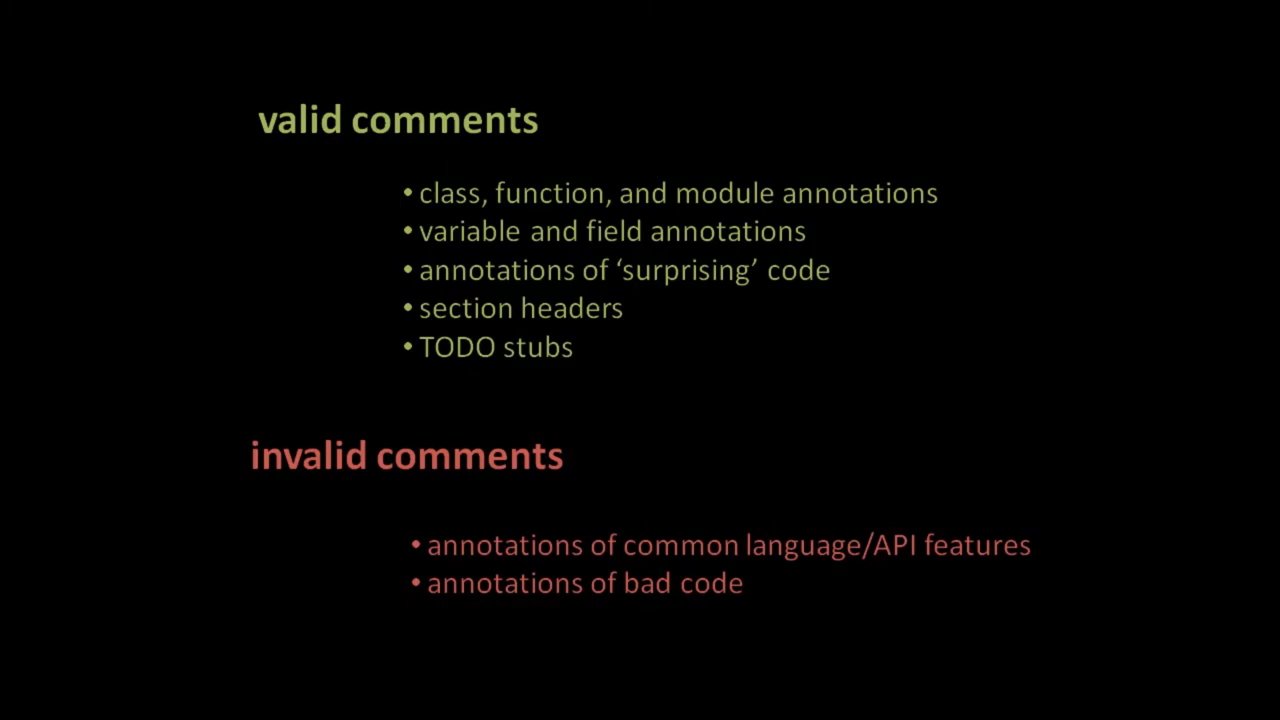 valid comments
• class, function, and module annotations
• variable and field annotations
• annotations of ‘surprising’ code
• section headers
• TODO stubs
invalid comments
• annotations of common language/API features
• annotations of bad code